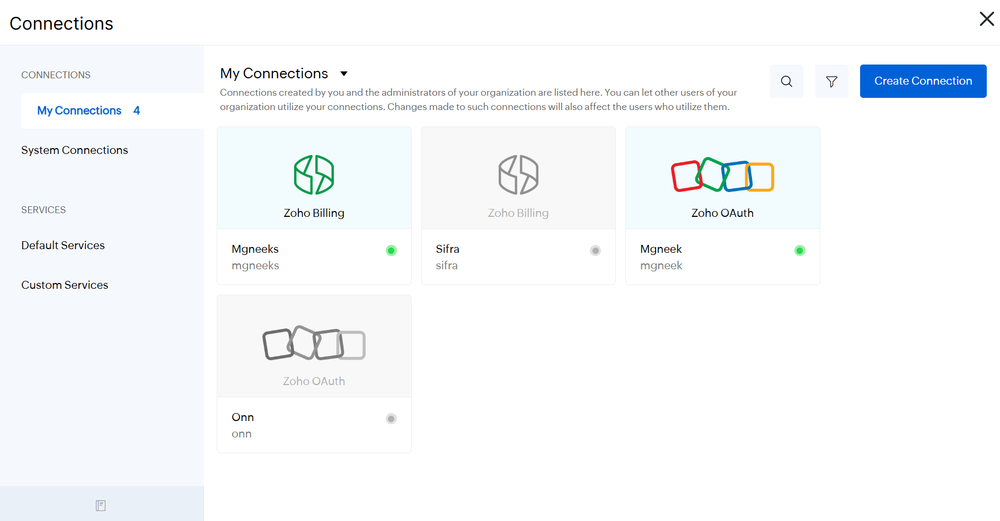 Connections
CONNECTIONS
My Connections 4
System Connections
SERVICES
Default Services
Custom Services
My Connections
Connections created by you and the administrators of your organization are listed here. You can let other users of your
organization utilize your connections. Changes made to such connections will also affect the users who utilize them.
Create Connection
Zoho Billing
Mgneeks
mgneeks
Zoho Billing
Sifra
sifra
Zoho OAuth
Mgneek
mgneek
Zoho OAuth
Onn
onn